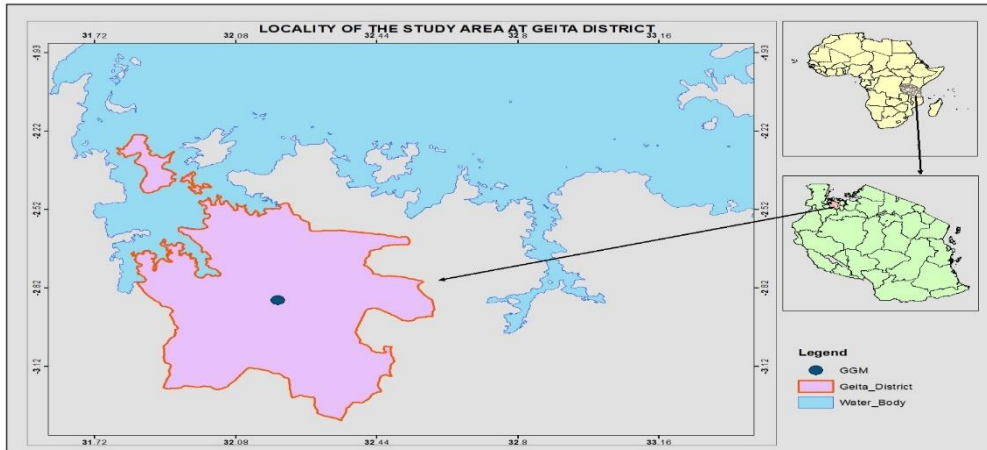 LOCALITY OF THE STUDY AREA AT GEITA DISTRICT
31.72 32.08 32.44 32.8 33.16
-1.93 -1.93
-2.22 -2.22
-2.52 -2.52
-2.82 -2.82
-3.12 -3.12
31.72 32.08 32.44 32.8 33.16
Legend
GGM
Geita_District
Water_Body